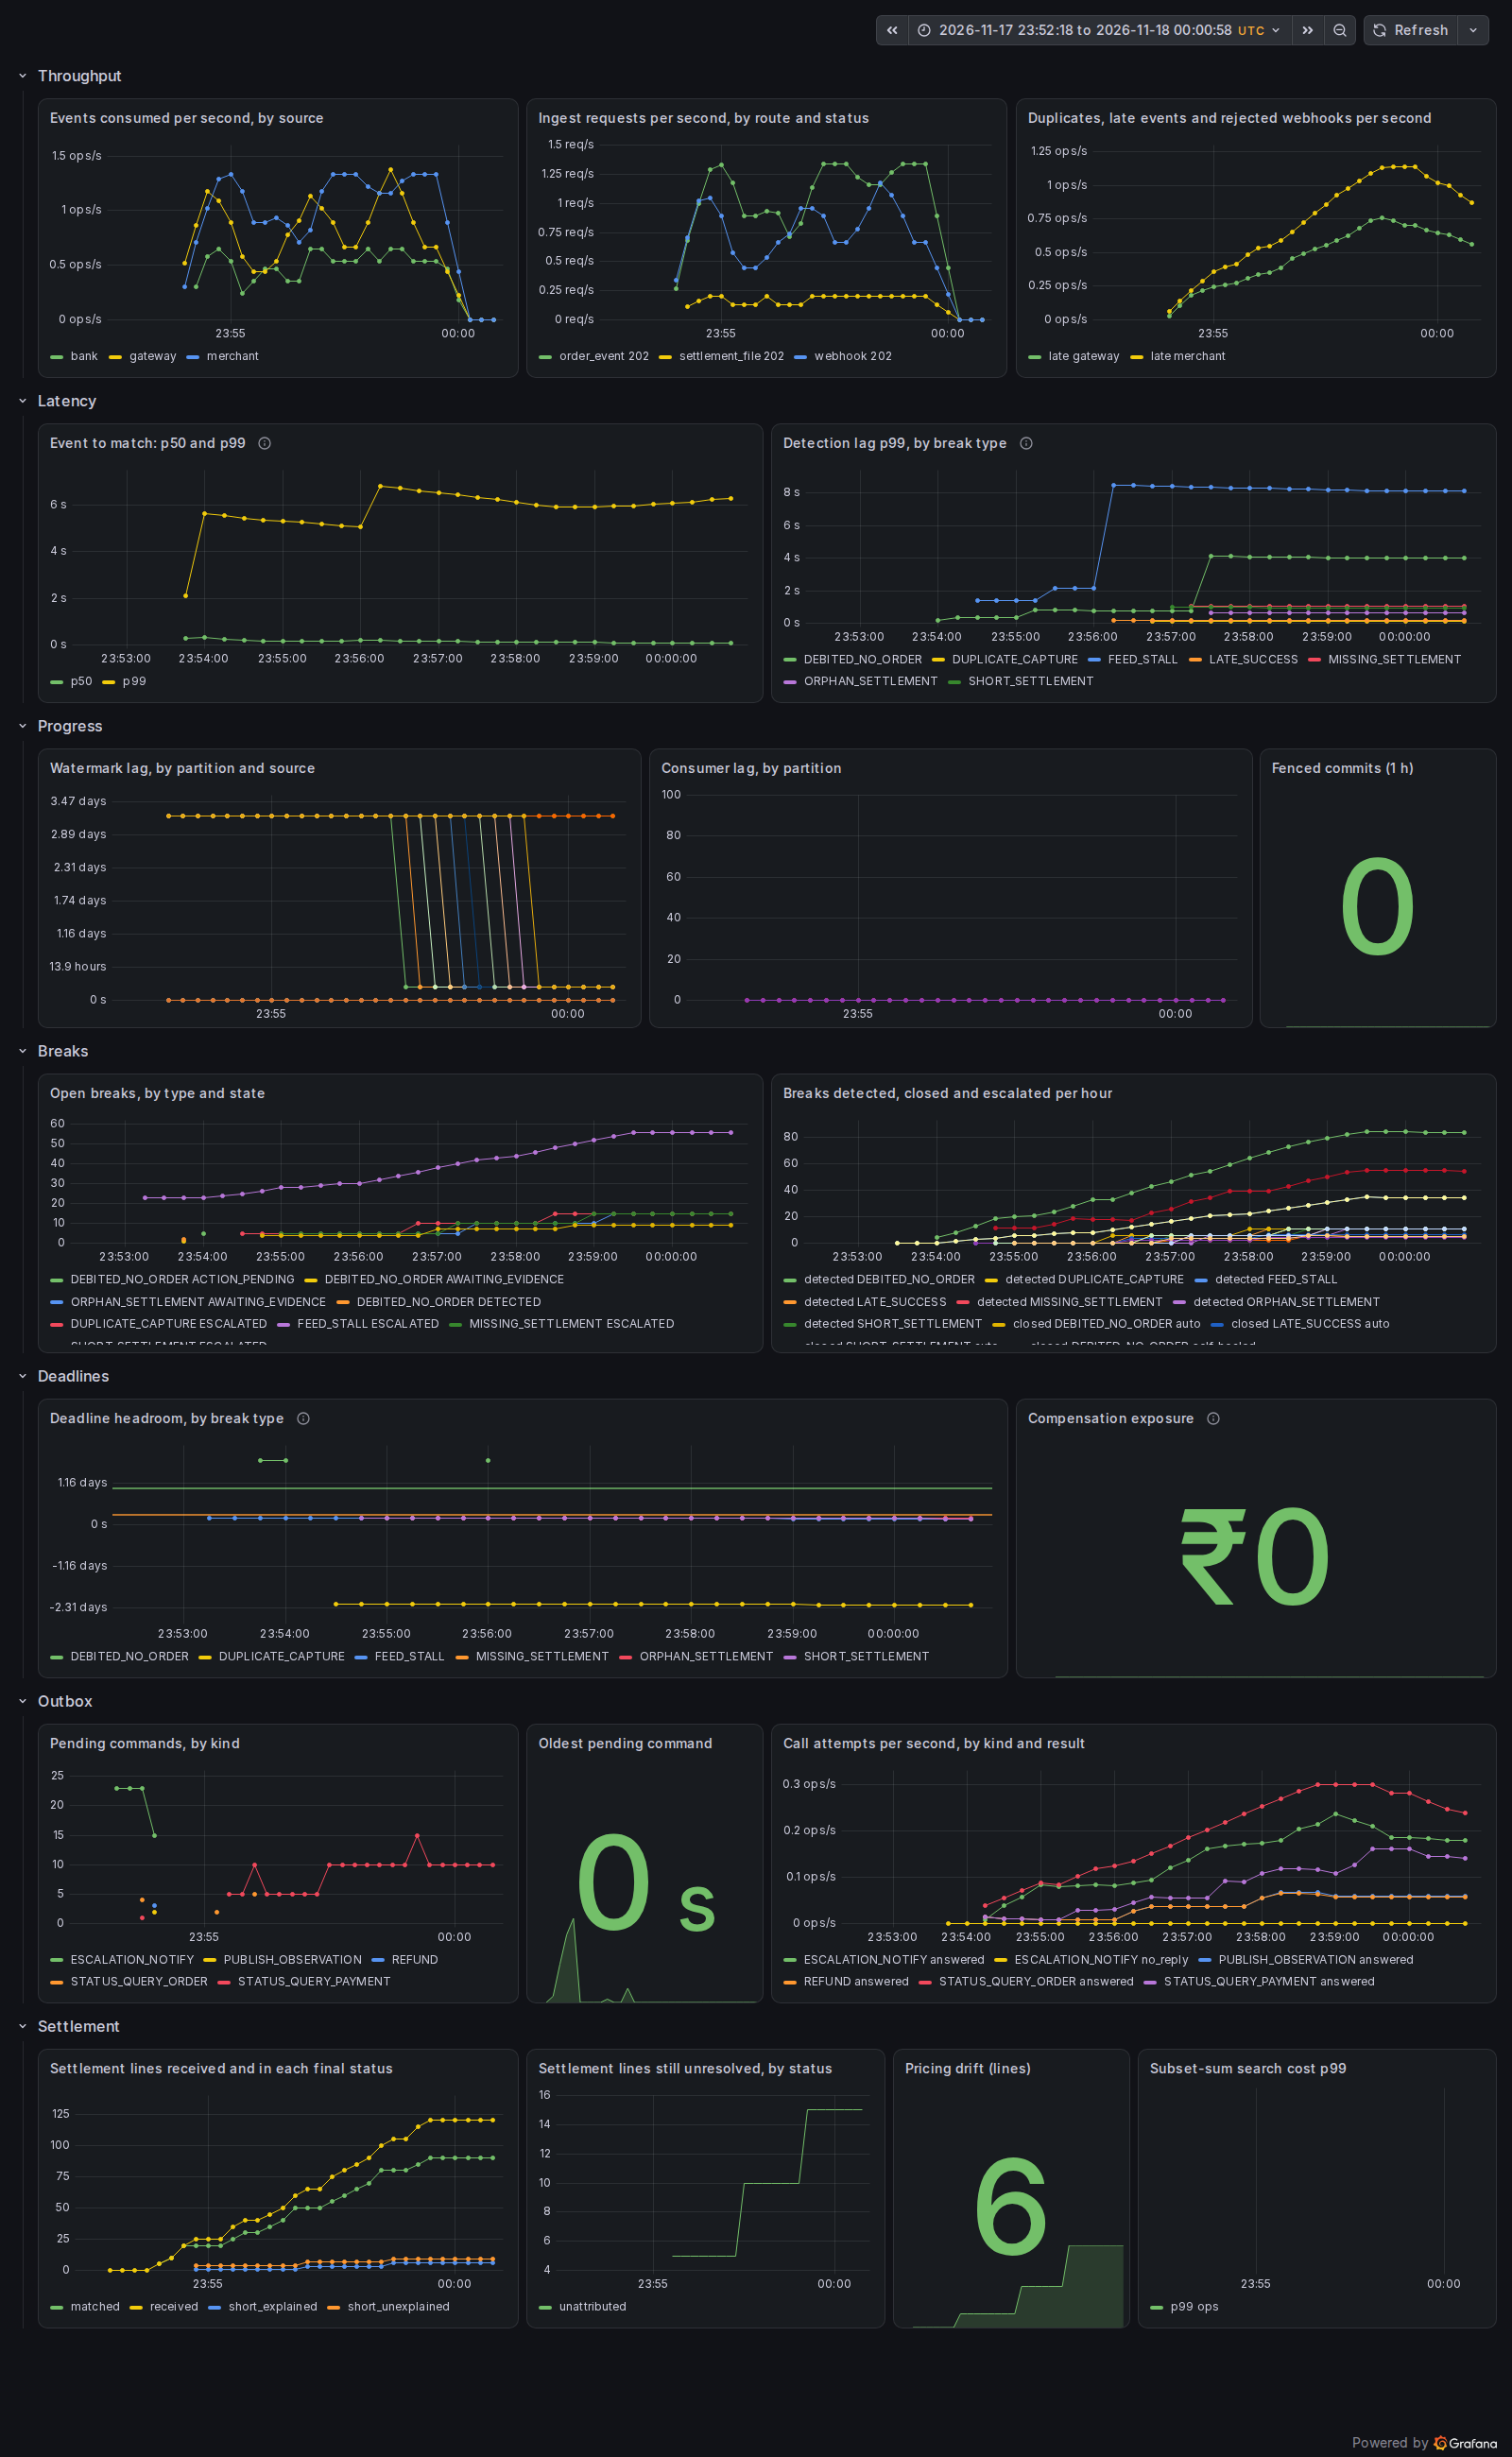 2026-11-17 23:52:18 to 2026-11-18 00:00:58 UTC
Refresh
Throughput
Events consumed per second, by source
1.5 ops/s
1 ops/s
0.5 ops/s
0 ops/s
23:55
00:00
bank gateway merchant
Ingest requests per second, by route and status
1.5 req/s
1.25 req/s
1 req/s
0.75 req/s
0.5 req/s
0.25 req/s
0 req/s
23:55
00:00
order_event 202 settlement_file 202 webhook 202
Duplicates, late events and rejected webhooks per second
1.25 ops/s
1 ops/s
0.75 ops/s
0.5 ops/s
0.25 ops/s
0 ops/s
23:55
00:00
late gateway late merchant
Latency
Event to match: p50 and p99
6 s
4 s
2 s
0 s
23:53:00 23:54:00 23:55:00 23:56:00 23:57:00 23:58:00 23:59:00 00:00:00
p50 p99
Detection lag p99, by break type
8 s
6 s
4 s
2 s
0 s
23:53:00 23:54:00 23:55:00 23:56:00 23:57:00 23:58:00 23:59:00 00:00:00
DEBITED_NO_ORDER DUPLICATE_CAPTURE FEED_STALL LATE_SUCCESS MISSING_SETTLEMENT
ORPHAN_SETTLEMENT SHORT_SETTLEMENT
Progress
Watermark lag, by partition and source
3.47 days
2.89 days
2.31 days
1.74 days
1.16 days
13.9 hours
0 s
23:55
00:00
Consumer lag, by partition
100
80
60
40
20
0
23:55
00:00
Fenced commits (1 h)
0
Breaks
Open breaks, by type and state
60
50
40
30
20
10
0
23:53:00 23:54:00 23:55:00 23:56:00 23:57:00 23:58:00 23:59:00 00:00:00
DEBITED_NO_ORDER ACTION_PENDING DEBITED_NO_ORDER AWAITING_EVIDENCE
ORPHAN_SETTLEMENT AWAITING_EVIDENCE DEBITED_NO_ORDER DETECTED
DUPLICATE_CAPTURE ESCALATED FEED_STALL ESCALATED MISSING_SETTLEMENT ESCALATED
SHORT_SETTLEMENT ESCALATED
Breaks detected, closed and escalated per hour
80
60
40
20
0
23:53:00 23:54:00 23:55:00 23:56:00 23:57:00 23:58:00 23:59:00 00:00:00
detected DEBITED_NO_ORDER detected DUPLICATE_CAPTURE detected FEED_STALL
detected LATE_SUCCESS detected MISSING_SETTLEMENT detected ORPHAN_SETTLEMENT
detected SHORT_SETTLEMENT closed DEBITED_NO_ORDER auto closed LATE_SUCCESS auto
closed SHORT_SETTLEMENT auto closed DEBITED_NO_ORDER self-healed
Deadlines
Deadline headroom, by break type
1.16 days
0 s
-1.16 days
-2.31 days
23:53:00 23:54:00 23:55:00 23:56:00 23:57:00 23:58:00 23:59:00 00:00:00
DEBITED_NO_ORDER DUPLICATE_CAPTURE FEED_STALL MISSING_SETTLEMENT ORPHAN_SETTLEMENT SHORT_SETTLEMENT
Compensation exposure
₹0
Outbox
Pending commands, by kind
25
20
15
10
5
0
23:55
00:00
ESCALATION_NOTIFY PUBLISH_OBSERVATION REFUND
STATUS_QUERY_ORDER STATUS_QUERY_PAYMENT
Oldest pending command
0 s
Call attempts per second, by kind and result
0.3 ops/s
0.2 ops/s
0.1 ops/s
0 ops/s
23:53:00 23:54:00 23:55:00 23:56:00 23:57:00 23:58:00 23:59:00 00:00:00
ESCALATION_NOTIFY answered ESCALATION_NOTIFY no_reply PUBLISH_OBSERVATION answered
REFUND answered STATUS_QUERY_ORDER answered STATUS_QUERY_PAYMENT answered
Settlement
Settlement lines received and in each final status
125
100
75
50
25
0
23:55
00:00
matched received short_explained short_unexplained
Settlement lines still unresolved, by status
16
14
12
10
8
6
4
23:55
00:00
unattributed
Pricing drift (lines)
6
Subset-sum search cost p99
23:55
00:00
p99 ops
Powered by Grafana